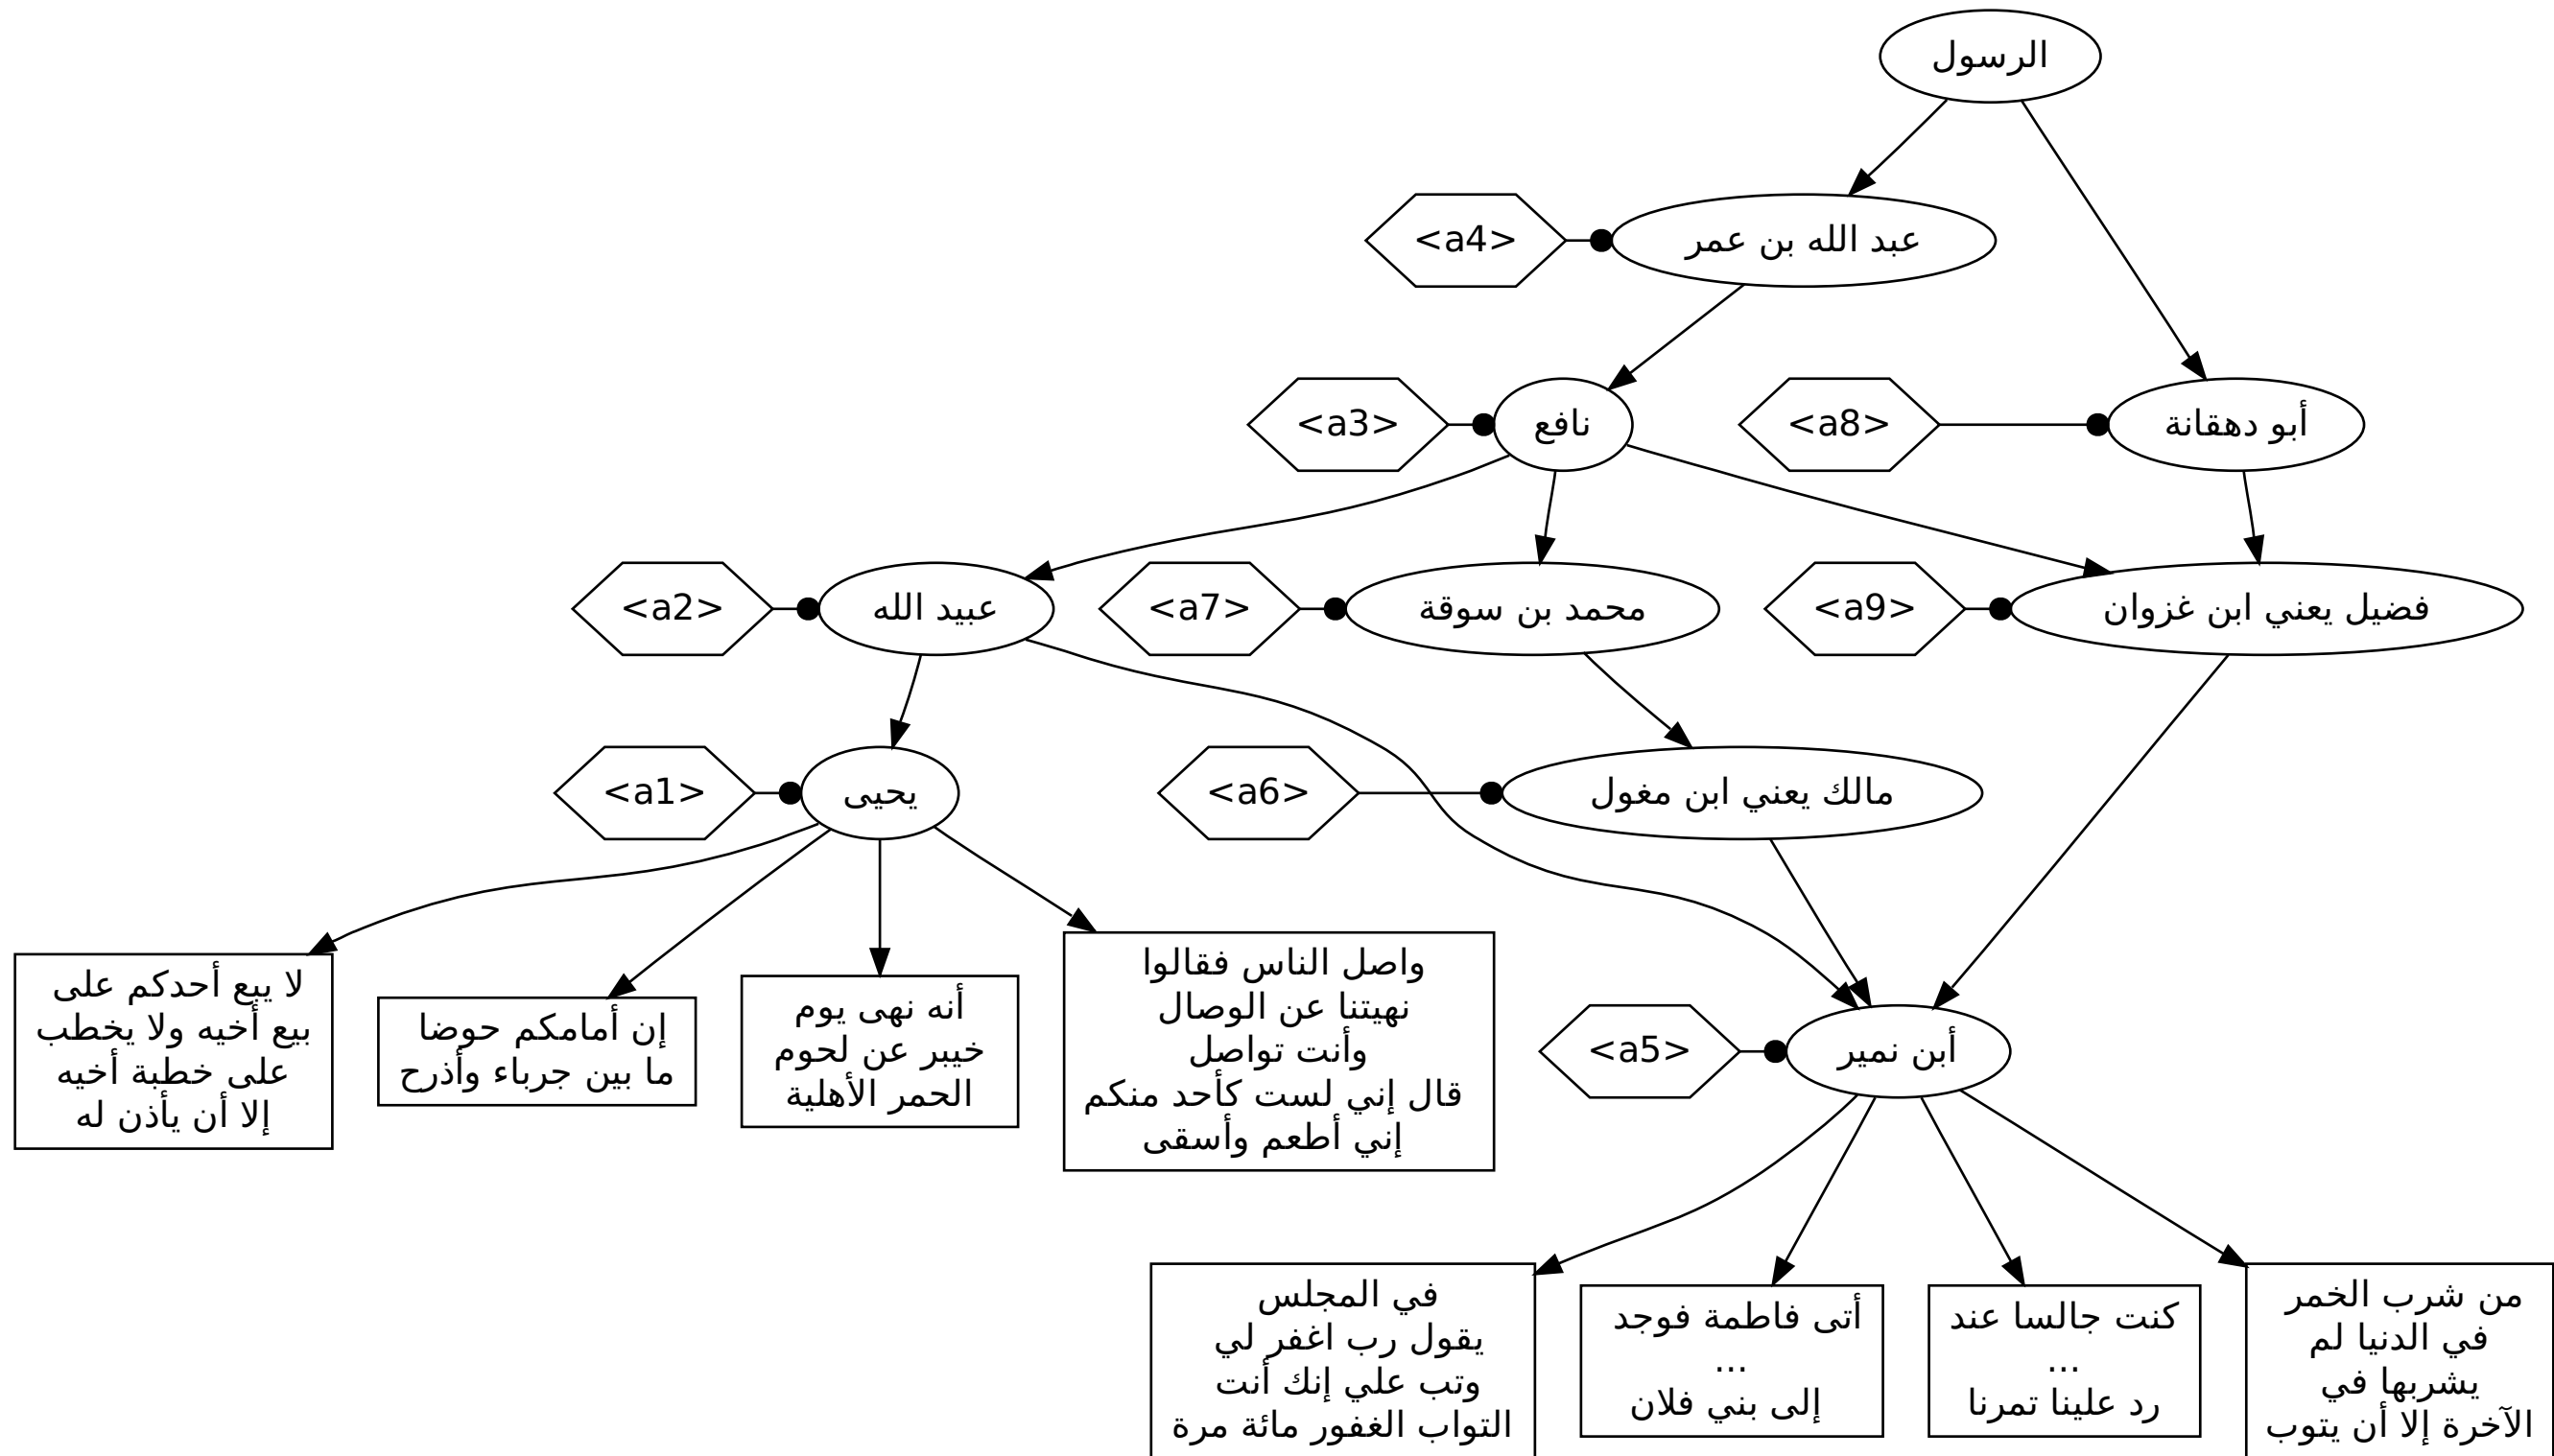 الرسول
<a4>
عبد الله بن عمر
<a3>
نافع
<a8>
أبو دهقانة
<a2>
عبيد الله
<a7>
محمد بن سوقة
<a9>
فضيل يعني ابن غزوان
<a1>
يحيى
<a6>
مالك يعني ابن مغول
لا يبع أحدكم على
بيع أخيه ولا يخطب
على خطبة أخيه
إلا أن يأذن له
إن أمامكم حوضا
ما بين جرباء وأذرح
أنه نهى يوم
خيبر عن لحوم
الحمر الأهلية
واصل الناس فقالوا
نهيتنا عن الوصال
وأنت تواصل
قال إني لست كأحد منكم
إني أطعم وأسقى
<a5>
أبن نمير
في المجلس
يقول رب اغفر لي
وتب علي إنك أنت
التواب الغفور مائة مرة
أتى فاطمة فوجد
...
إلى بني فلان
كنت جالسا عند
...
رد علينا تمرنا
من شرب الخمر
في الدنيا لم
يشربها في
الآخرة إلا أن يتوب